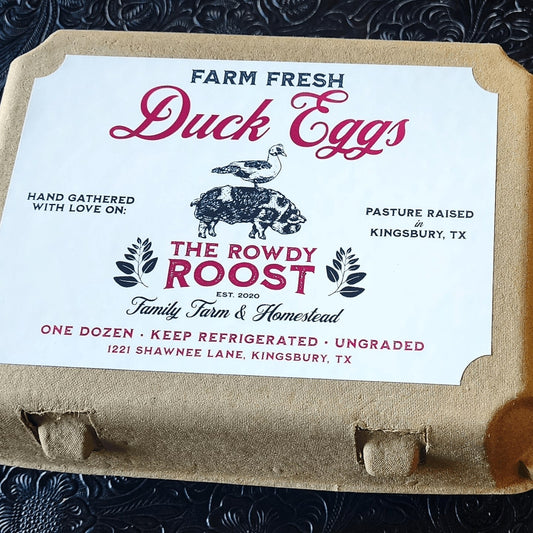 FARM FRESH
Duck Eggs
HAND GATHERED
WITH LOVE ON:
PASTURE RAISED
in
KINGSBURY, TX
THE ROWDY
ROOST
EST. 2020
Family Farm & Homestead
ONE DOZEN · KEEP REFRIGERATED · UNGRADED
1221 SHAWNEE LANE, KINGSBURY, TX